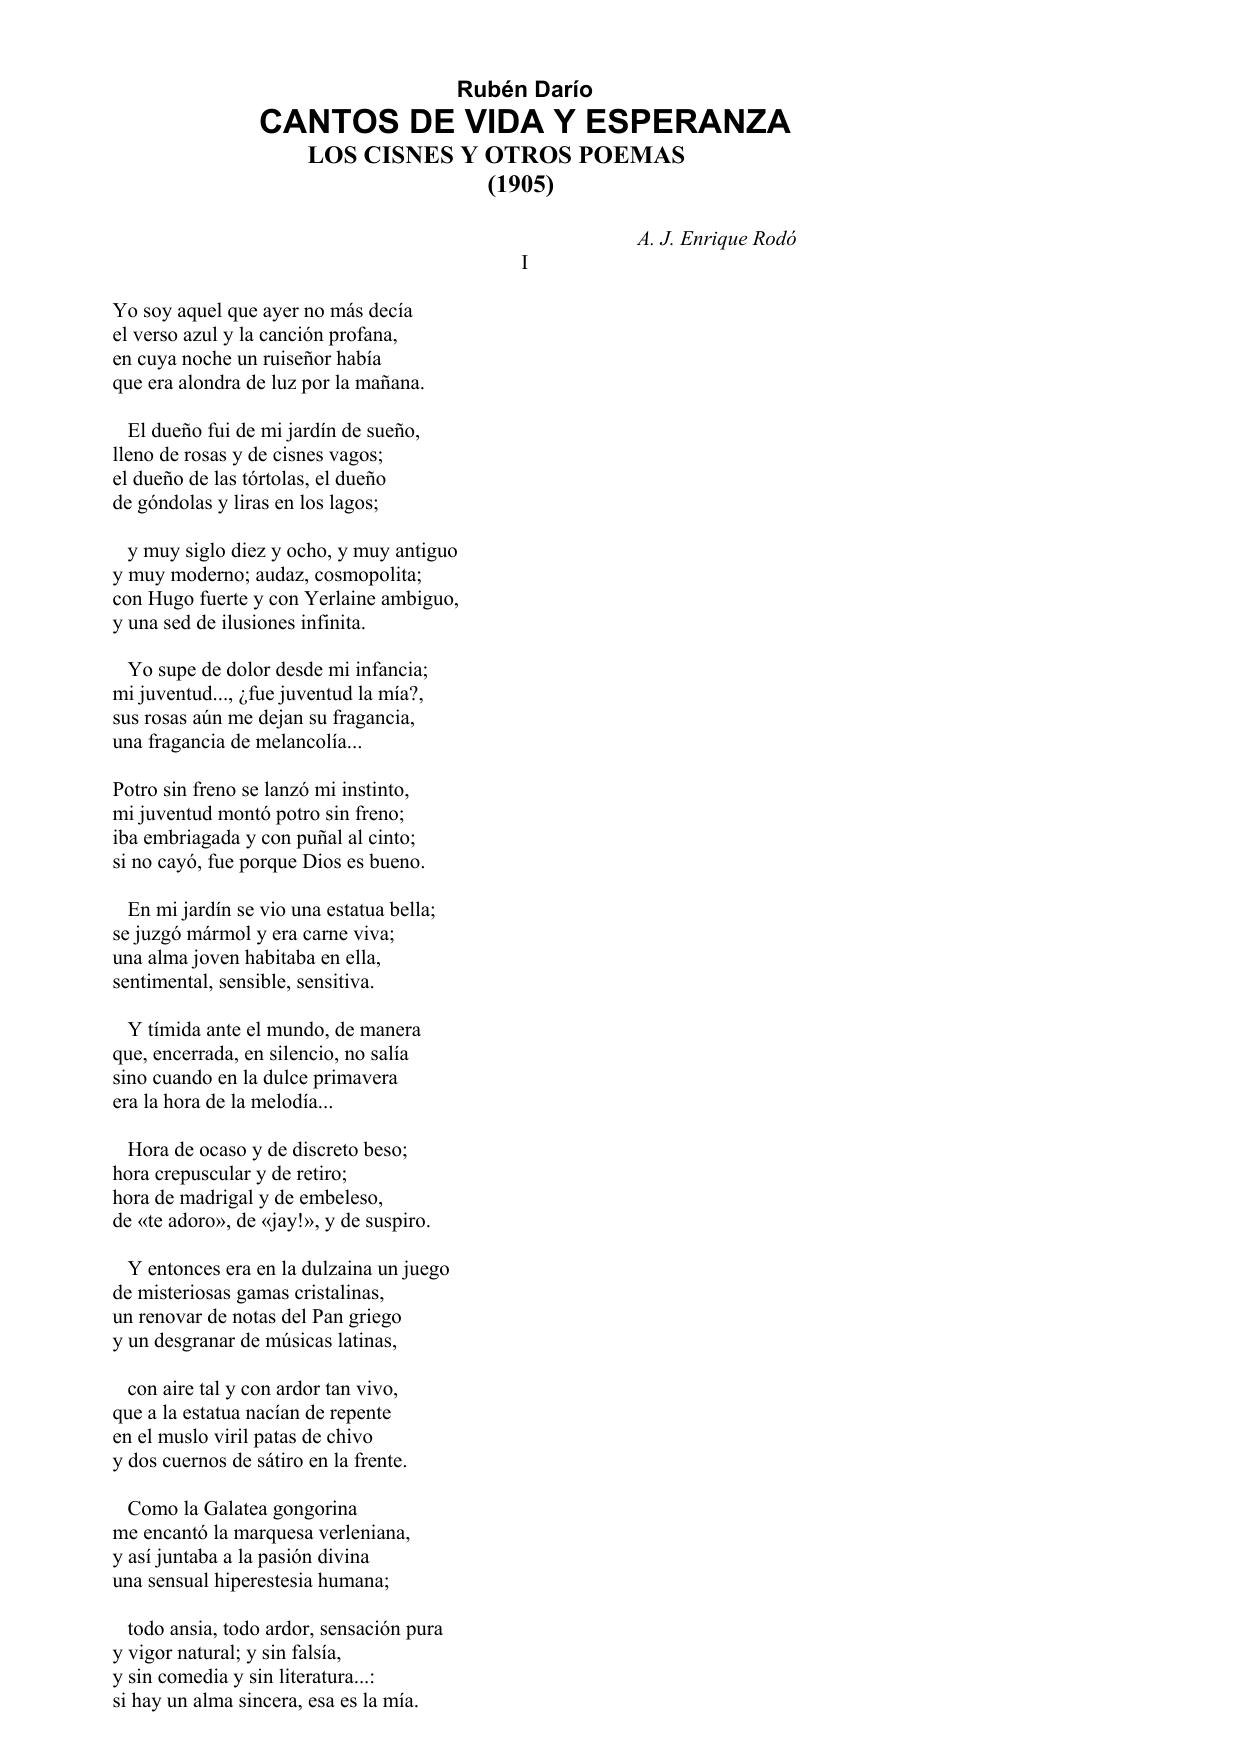 Rubén Darío
CANTOS DE VIDA Y ESPERANZA
LOS CISNES Y OTROS POEMAS
(1905)
A. J. Enrique Rodó
I
Yo soy aquel que ayer no más decía
el verso azul y la canción profana,
en cuya noche un ruiseñor había
que era alondra de luz por la mañana.
El dueño fui de mi jardín de sueño,
lleno de rosas y de cisnes vagos;
el dueño de las tórtolas, el dueño
de góndolas y liras en los lagos;
y muy siglo diez y ocho, y muy antiguo
y muy moderno; audaz, cosmopolita;
con Hugo fuerte y con Yerlaine ambiguo,
y una sed de ilusiones infinita.
Yo supe de dolor desde mi infancia;
mi juventud..., ¿fue juventud la mía?,
sus rosas aún me dejan su fragancia,
una fragancia de melancolía...
Potro sin freno se lanzó mi instinto,
mi juventud montó potro sin freno;
iba embriagada y con puñal al cinto;
si no cayó, fue porque Dios es bueno.
En mi jardín se vio una estatua bella;
se juzgó mármol y era carne viva;
una alma joven habitaba en ella,
sentimental, sensible, sensitiva.
Y tímida ante el mundo, de manera
que, encerrada, en silencio, no salía
sino cuando en la dulce primavera
era la hora de la melodía...
Hora de ocaso y de discreto beso;
hora crepuscular y de retiro;
hora de madrigal y de embeleso,
de «te adoro», de «jay!», y de suspiro.
Y entonces era en la dulzaina un juego
de misteriosas gamas cristalinas,
un renovar de notas del Pan griego
y un desgranar de músicas latinas,
con aire tal y con ardor tan vivo,
que a la estatua nacían de repente
en el muslo viril patas de chivo
y dos cuernos de sátiro en la frente.
Como la Galatea gongorina
me encantó la marquesa verleniana,
y así juntaba a la pasión divina
una sensual hiperestesia humana;
todo ansia, todo ardor, sensación pura
y vigor natural; y sin falsía,
y sin comedia y sin literatura...:
si hay un alma sincera, esa es la mía.